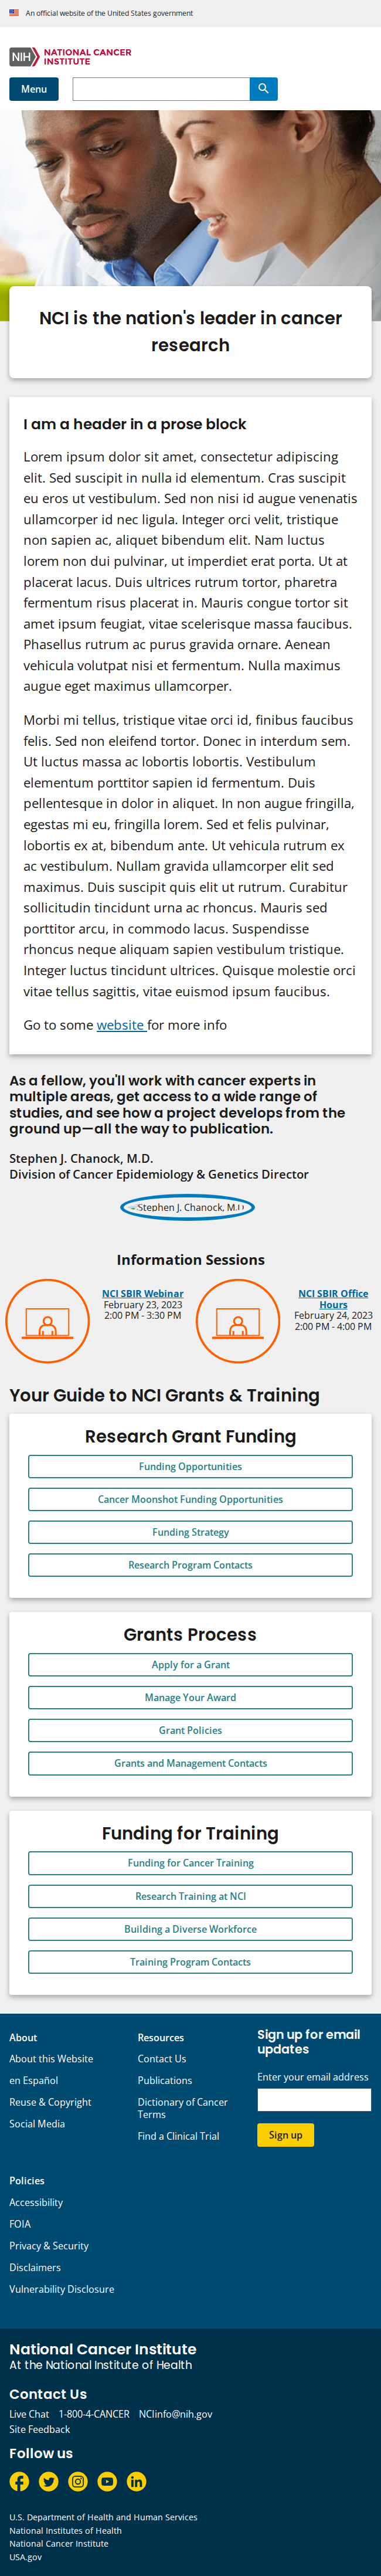 An official website of the United States government
NIH NATIONAL CANCER
INSTITUTE
Menu
NCI is the nation's leader in cancer
research
I am a header in a prose block
Lorem ipsum dolor sit amet, consectetur adipiscing
elit. Sed suscipit in nulla id elementum. Cras suscipit
eu eros ut vestibulum. Sed non nisi id augue venenatis
ullamcorper id nec ligula. Integer orci velit, tristique
non sapien ac, aliquet bibendum elit. Nam luctus
lorem non dui pulvinar, ut imperdiet erat porta. Ut at
placerat lacus. Duis ultrices rutrum tortor, pharetra
fermentum risus placerat in. Mauris congue tortor sit
amet ipsum feugiat, vitae scelerisque massa faucibus.
Phasellus rutrum ac purus gravida ornare. Aenean
vehicula volutpat nisi et fermentum. Nulla maximus
augue eget maximus ullamcorper.
Morbi mi tellus, tristique vitae orci id, finibus faucibus
felis. Sed non eleifend tortor. Donec in interdum sem.
Ut luctus massa ac lobortis lobortis. Vestibulum
elementum porttitor sapien id fermentum. Duis
pellentesque in dolor in aliquet. In non augue fringilla,
egestas mi eu, fringilla lorem. Sed et felis pulvinar,
lobortis ex at, bibendum ante. Ut vehicula rutrum ex
ac vestibulum. Nullam gravida ullamcorper elit sed
maximus. Duis suscipit quis elit ut rutrum. Curabitur
sollicitudin tincidunt urna ac rhoncus. Mauris sed
porttitor arcu, in commodo lacus. Suspendisse
rhoncus neque aliquam sapien vestibulum tristique.
Integer luctus tincidunt ultrices. Quisque molestie orci
vitae tellus sagittis, vitae euismod ipsum faucibus.
Go to some website for more info
As a fellow, you'll work with cancer experts in
multiple areas, get access to a wide range of
studies, and see how a project develops from the
ground up—all the way to publication.
Stephen J. Chanock, M.D.
Division of Cancer Epidemiology & Genetics Director
Stephen J. Chanock, M.D
Information Sessions
NCI SBIR Webinar
February 23, 2023
2:00 PM - 3:30 PM
NCI SBIR Office
Hours
February 24, 2023
2:00 PM - 4:00 PM
Your Guide to NCI Grants & Training
Research Grant Funding
Funding Opportunities
Cancer Moonshot Funding Opportunities
Funding Strategy
Research Program Contacts
Grants Process
Apply for a Grant
Manage Your Award
Grant Policies
Grants and Management Contacts
Funding for Training
Funding for Cancer Training
Research Training at NCI
Building a Diverse Workforce
Training Program Contacts
About
About this Website
en Español
Reuse & Copyright
Social Media
Resources
Contact Us
Publications
Dictionary of Cancer
Terms
Find a Clinical Trial
Sign up for email
updates
Enter your email address
Sign up
Policies
Accessibility
FOIA
Privacy & Security
Disclaimers
Vulnerability Disclosure
National Cancer Institute
At the National Institute of Health
Contact Us
Live Chat 1-800-4-CANCER NCIinfo@nih.gov
Site Feedback
Follow us
U.S. Department of Health and Human Services
National Institutes of Health
National Cancer Institute
USA.gov